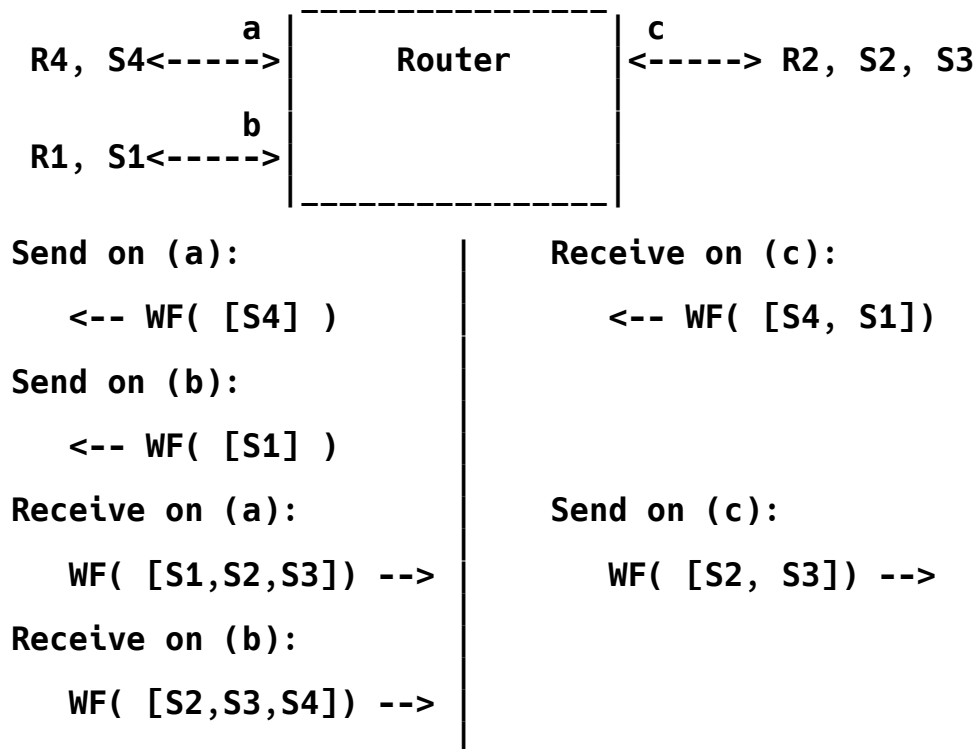 a c
R4, S4<-----> Router <-----> R2, S2, S3
b
R1, S1<----->
Send on (a): | Receive on (c):
<-- WF( [S4] ) <-- WF( [S4, S1])
Send on (b):
<-- WF( [S1] )
Receive on (a): Send on (c):
WF( [S1,S2,S3]) --> WF( [S2, S3]) -->
Receive on (b):
WF( [S2,S3,S4]) -->